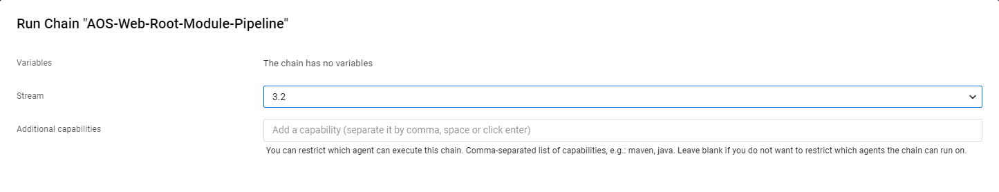 Run Chain "AOS-Web-Root-Module-Pipeline"
Variables
The chain has no variables
Stream
3.2
Additional capabilities
Add a capability (separate it by comma, space or click enter)
You can restrict which agent can execute this chain. Comma-separated list of capabilities, e.g.: maven, java. Leave blank if you do not want to restrict which agents the chain can run on.